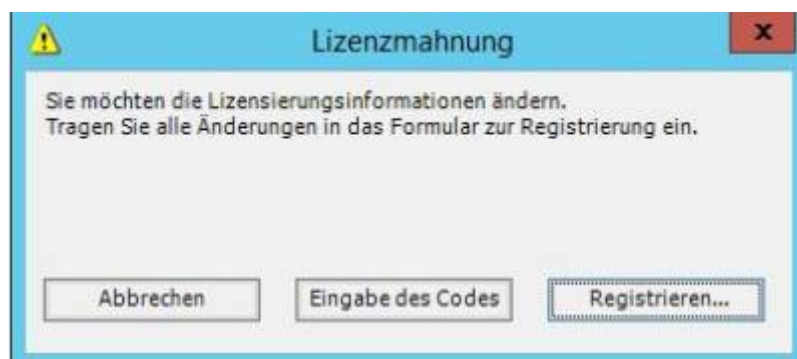 Lizenzmahnung
x
Sie möchten die Lizensierungsinformationen ändern.
Tragen Sie alle Änderungen in das Formular zur Registrierung ein.
Abbrechen Eingabe des Codes Registrieren...